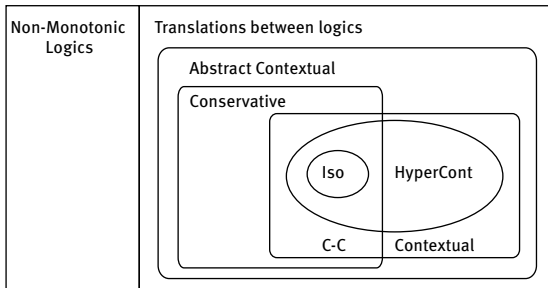 Non-Monotonic
Logics
Translations between logics
Abstract Contextual
Conservative
Iso
HyperCont
C-C
Contextual